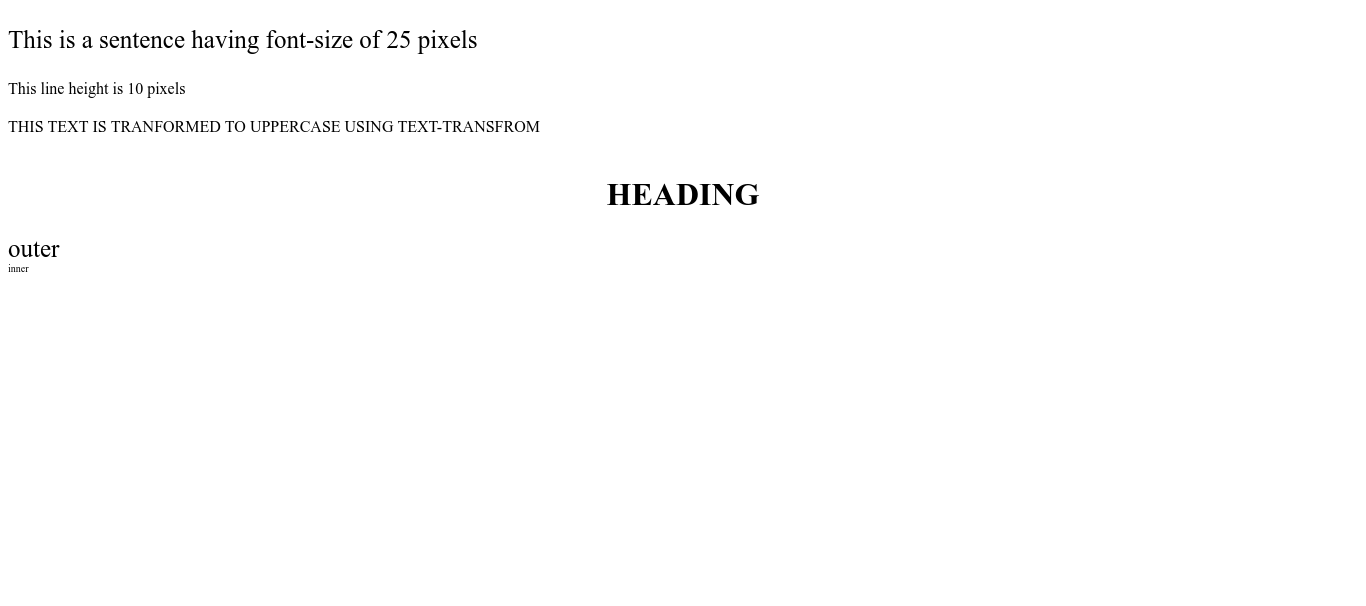 This is a sentence having font-size of 25 pixels
This line height is 10 pixels
THIS TEXT IS TRANFORMED TO UPPERCASE USING TEXT-TRANSFROM
HEADING
outer
inner